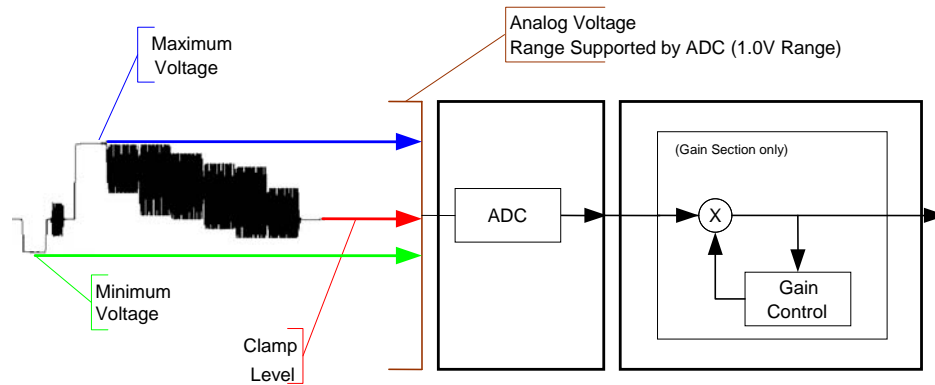 Maximum
Voltage
Analog Voltage
Range Supported by ADC (1.0V Range)
(Gain Section only)
ADC
X
Gain
Control
Minimum
Voltage
Clamp
Level